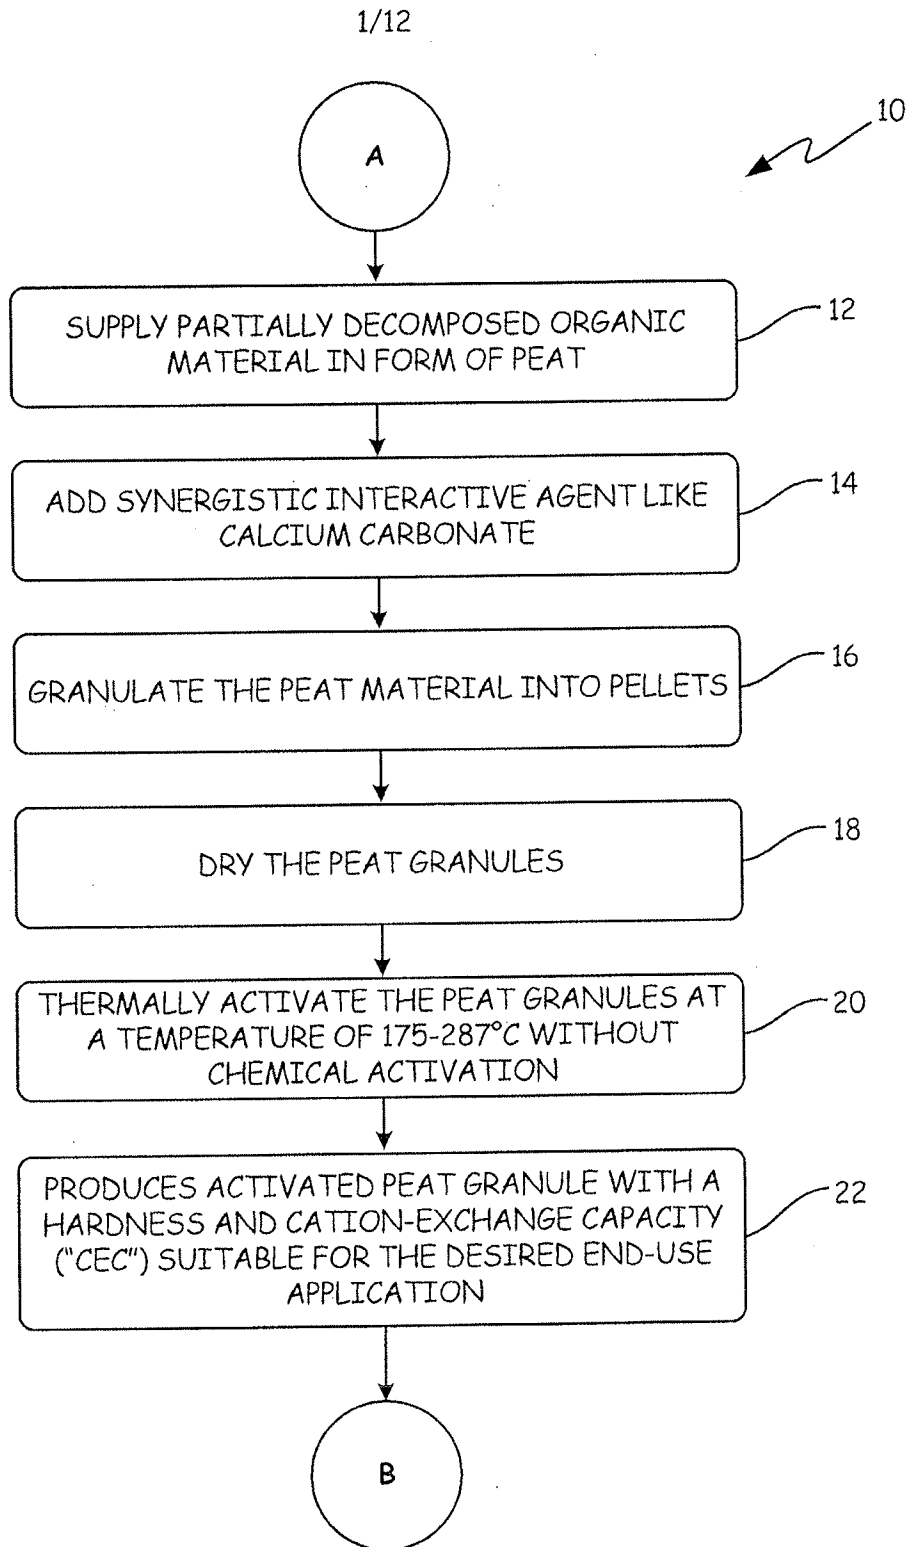 1/12
A
10
SUPPLY PARTIALLY DECOMPOSED ORGANIC
MATERIAL IN FORM OF PEAT
12
ADD SYNERGISTIC INTERACTIVE AGENT LIKE
CALCIUM CARBONATE
14
GRANULATE THE PEAT MATERIAL INTO PELLETS
16
DRY THE PEAT GRANULES
18
THERMALLY ACTIVATE THE PEAT GRANULES AT
A TEMPERATURE OF 175-287°C WITHOUT
CHEMICAL ACTIVATION
20
PRODUCES ACTIVATED PEAT GRANULE WITH A
HARDNESS AND CATION-EXCHANGE CAPACITY
("CEC") SUITABLE FOR THE DESIRED END-USE
APPLICATION
22
B